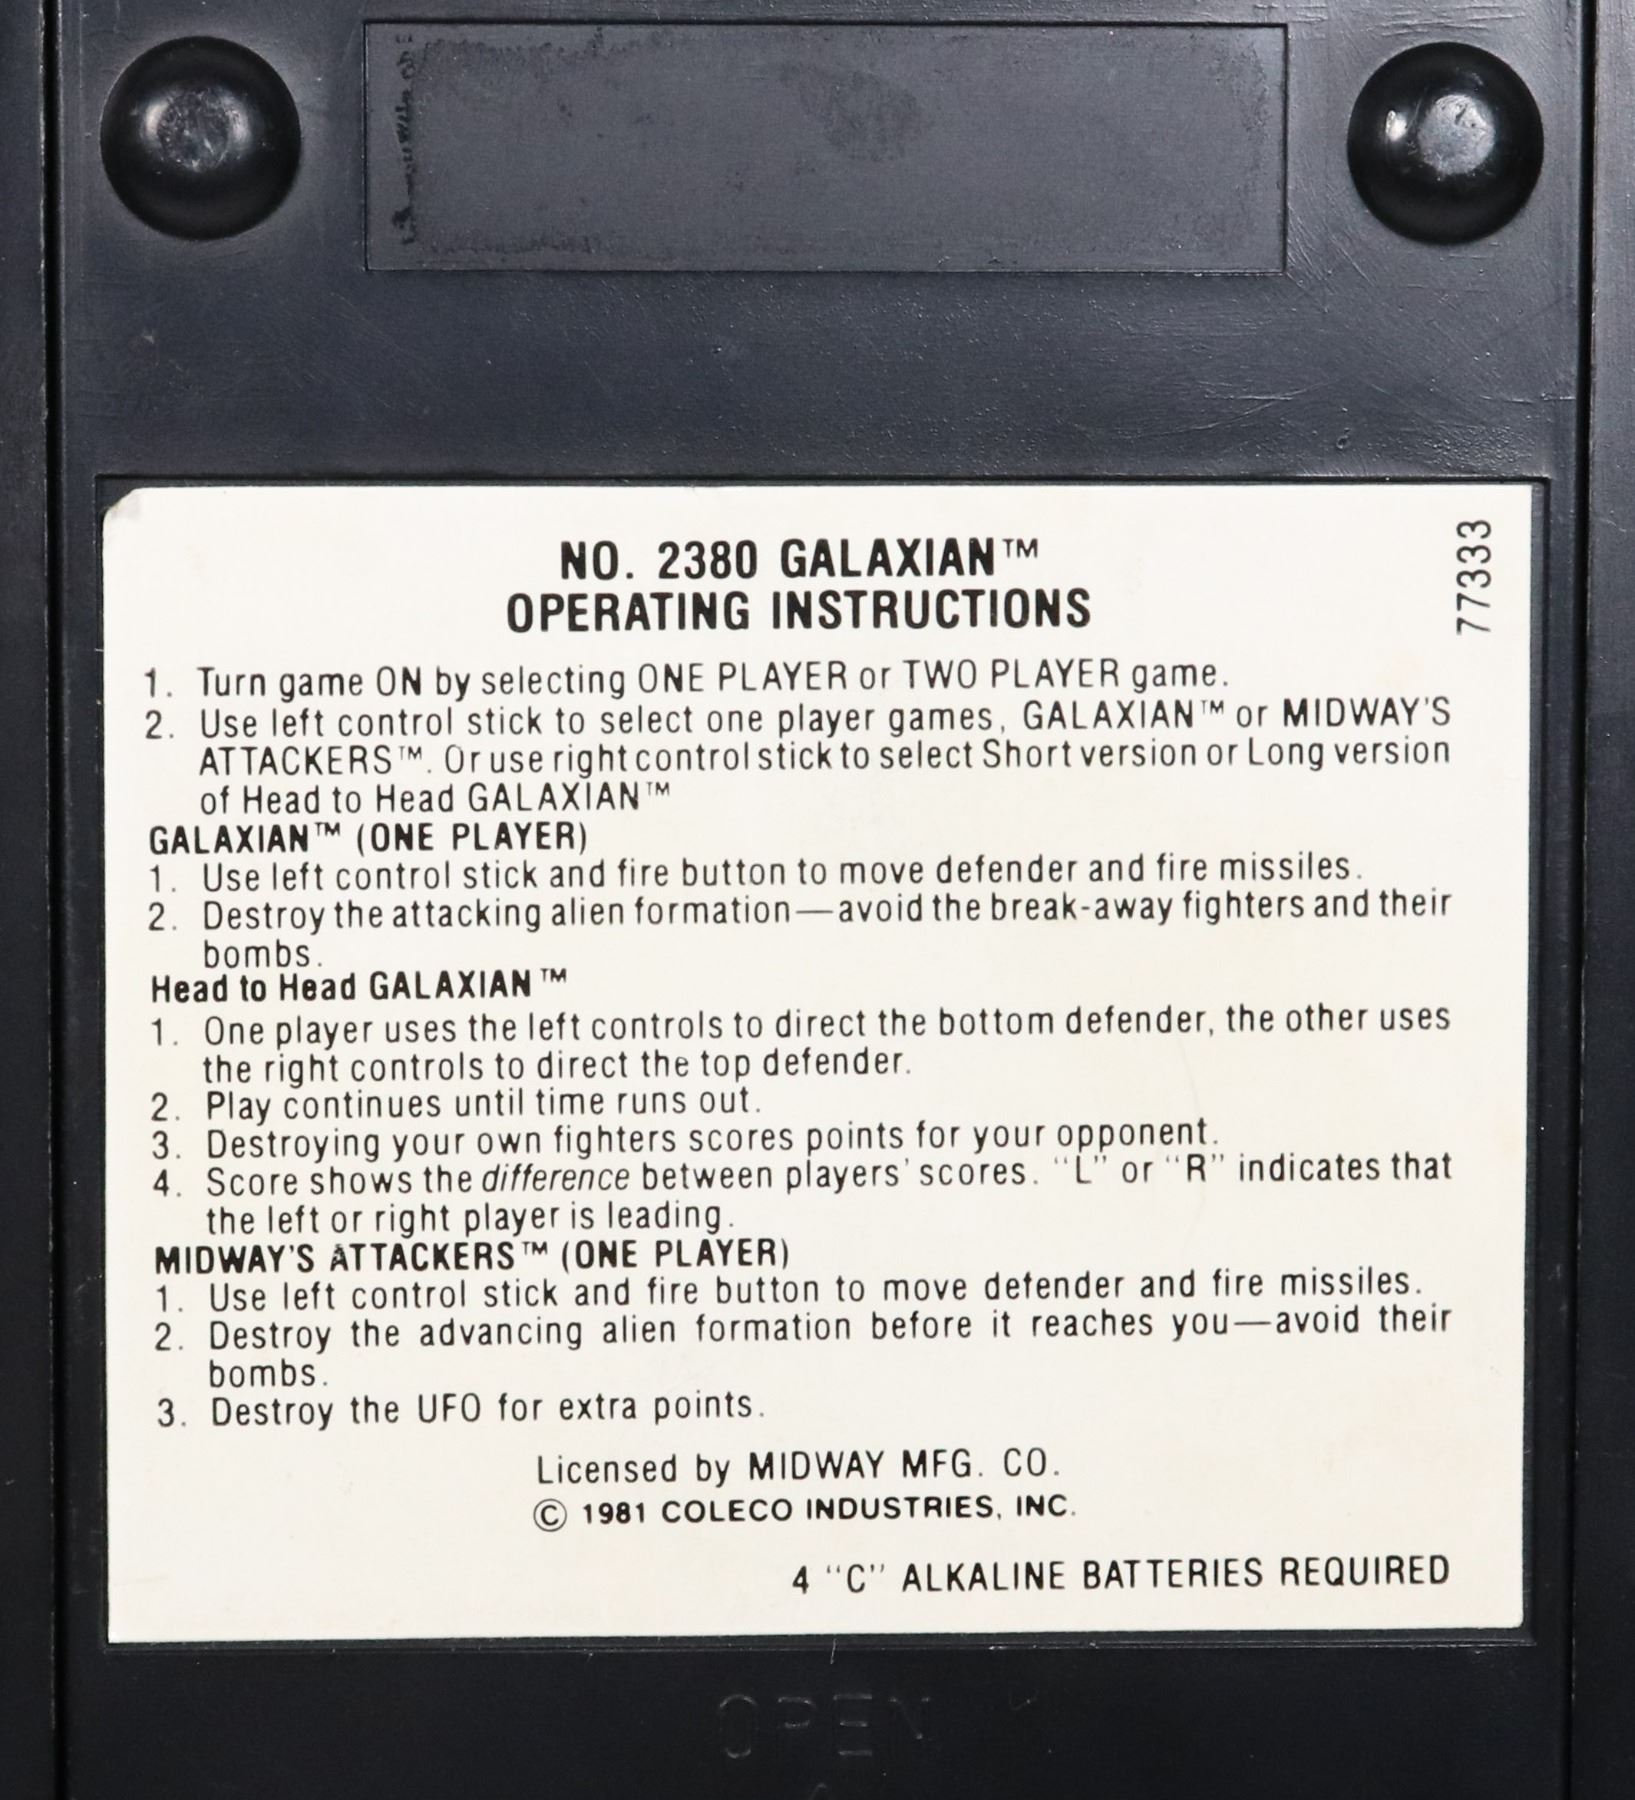 NO. 2380 GALAXIAN™
OPERATING INSTRUCTIONS
77333
1. Turn game ON by selecting ONE PLAYER or TWO PLAYER game.
2. Use left control stick to select one player games, GALAXIAN™ or MIDWAY'S
ATTACKERS™. Or use right control stick to select Short version or Long version
of Head to Head GALAXIAN™
GALAXIAN™ (ONE PLAYER)
1. Use left control stick and fire button to move defender and fire missiles.
2. Destroy the attacking alien formation—avoid the break-away fighters and their
bombs.
Head to Head GALAXIAN™
1. One player uses the left controls to direct the bottom defender, the other uses
the right controls to direct the top defender.
2. Play continues until time runs out.
3. Destroying your own fighters scores points for your opponent.
4. Score shows the difference between players' scores. "L" or "R" indicates that
the left or right player is leading.
MIDWAY'S ATTACKERS™ (ONE PLAYER)
1. Use left control stick and fire button to move defender and fire missiles.
2. Destroy the advancing alien formation before it reaches you—avoid their
bombs.
3. Destroy the UFO for extra points.
Licensed by MIDWAY MFG. CO.
© 1981 COLECO INDUSTRIES, INC.
4 "C" ALKALINE BATTERIES REQUIRED
OPEN